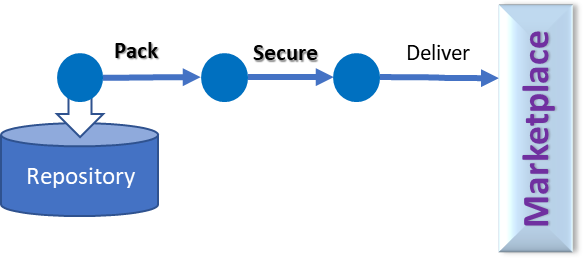 Pack
Secure
Deliver
Repository
Marketplace